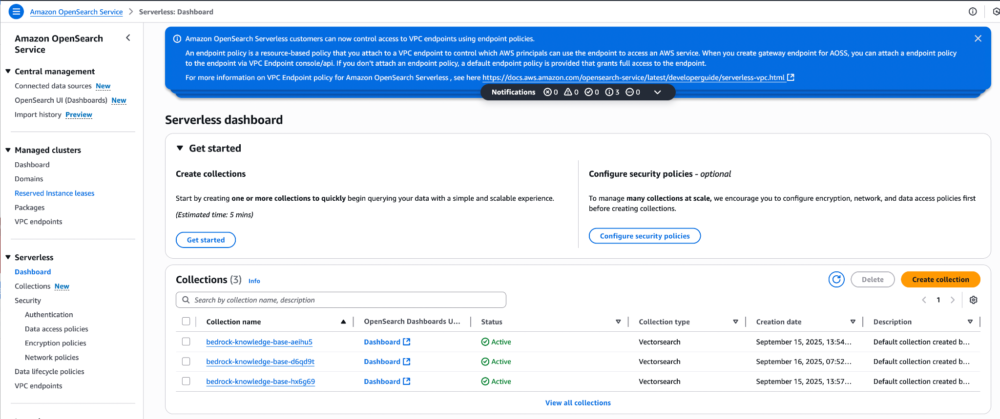 Amazon OpenSearch Service > Serverless: Dashboard
Amazon OpenSearch
Service
Central management
Connected data sources New
OpenSearch UI (Dashboards) New
Import history Preview
Managed clusters
Dashboard
Domains
Reserved Instance leases
Packages
VPC endpoints
Serverless
Dashboard
Collections New
Security
Authentication
Data access policies
Encryption policies
Network policies
Data lifecycle policies
VPC endpoints
Amazon OpenSearch Serverless customers can now control access to VPC endpoints using endpoint policies.
An endpoint policy is a resource-based policy that you attach to a VPC endpoint to control which AWS principals can use the endpoint to access an AWS service. When you create gateway endpoint for AOSS, you can attach a endpoint policy
to the endpoint via VPC Endpoint console/api. If you don't attach an endpoint policy, a default endpoint policy is provided that grants full access to the endpoint.
For more information on VPC Endpoint policy for Amazon OpenSearch Serverless , see here https://docs.aws.amazon.com/opensearch-service/latest/developerguide/serverless-vpc.html
Notifications 0 0 0 3 0
Serverless dashboard
Get started
Create collections
Start by creating one or more collections to quickly begin querying your data with a simple and scalable experience.
(Estimated time: 5 mins)
Get started
Configure security policies - optional
To manage many collections at scale, we encourage you to configure encryption, network, and data access policies first
before creating collections.
Configure security policies
Collections (3) Info
Delete
Create collection
Search by collection name, description
1
Collection name OpenSearch Dashboards U... Status Collection type Creation date Description
bedrock-knowledge-base-aeihu5 Dashboard Active Vectorsearch September 15, 2025, 13:54... Default collection created b...
bedrock-knowledge-base-d6qd9t Dashboard Active Vectorsearch September 16, 2025, 07:52... Default collection created b...
bedrock-knowledge-base-hx6g69 Dashboard Active Vectorsearch September 15, 2025, 13:57... Default collection created b...
View all collections